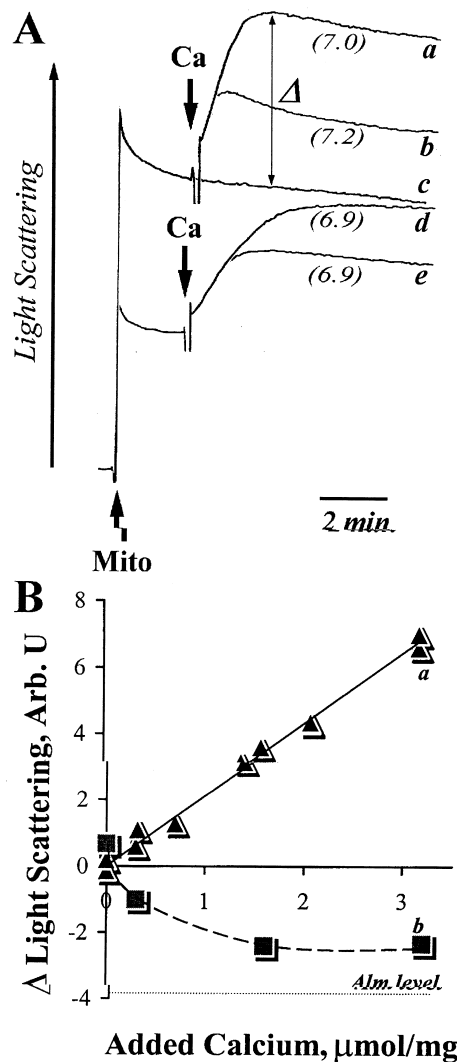 A
Light Scattering
Ca
(7.0) a
Δ
(7.2) b
c
Ca
(6.9) d
(6.9) e
2 min
Mito
B
Δ Light Scattering, Arb. U
8
6
4
2
0
-2
-4
a
b
Alm. level
0 1 2 3
Added Calcium, μmol/mg